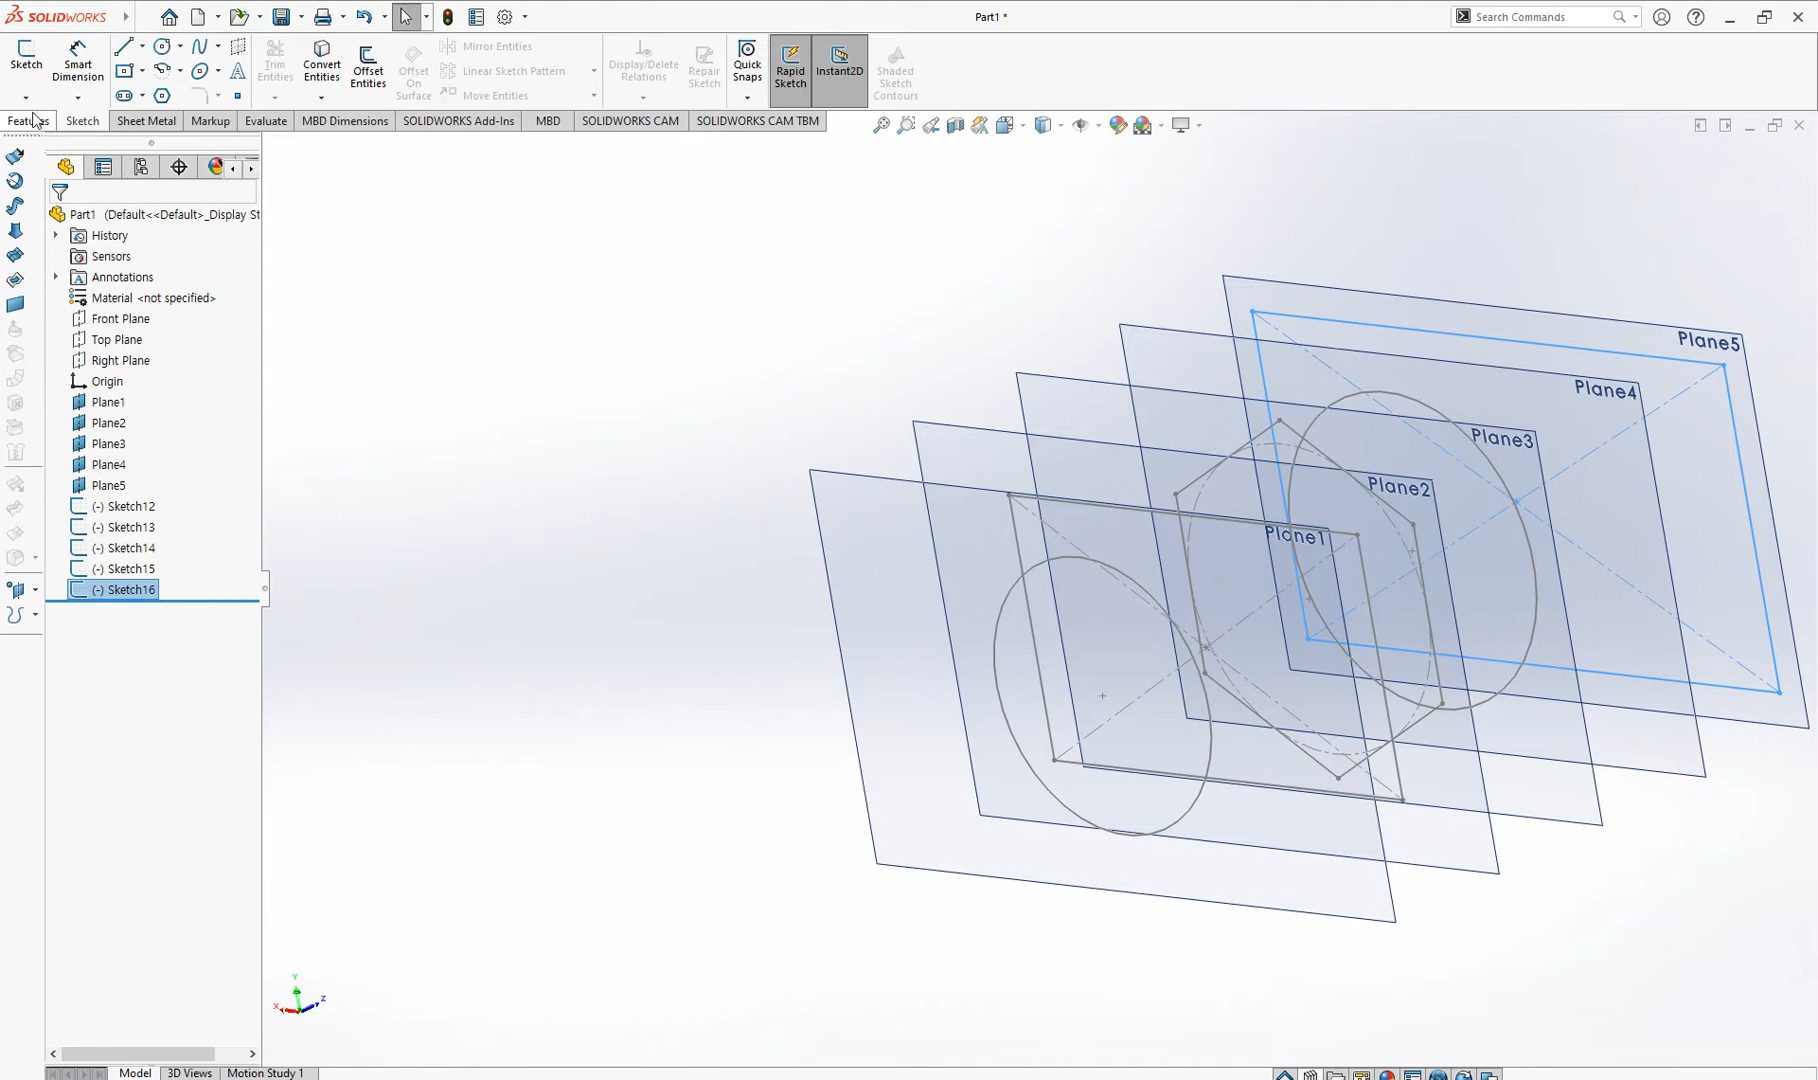 SOLIDWORKS
Part1 *
Search Commands
Sketch
Smart Dimension
Trim Entities
Convert Entities
Offset Entities
Offset On Surface
Mirror Entities
Linear Sketch Pattern
Move Entities
Display/Delete Relations
Repair Sketch
Quick Snaps
Rapid Sketch
Instant2D
Shaded Sketch Contours
Features
Sketch
Sheet Metal
Markup
Evaluate
MBD Dimensions
SOLIDWORKS Add-Ins
MBD
SOLIDWORKS CAM
SOLIDWORKS CAM TBM
Part1 (Default<<Default>_Display St
History
Sensors
Annotations
Material <not specified>
Front Plane
Top Plane
Right Plane
Origin
Plane1
Plane2
Plane3
Plane4
Plane5
(-) Sketch12
(-) Sketch13
(-) Sketch14
(-) Sketch15
(-) Sketch16
Plane5
Plane4
Plane3
Plane2
Plane1
Y
X
Z
Model
3D Views
Motion Study 1